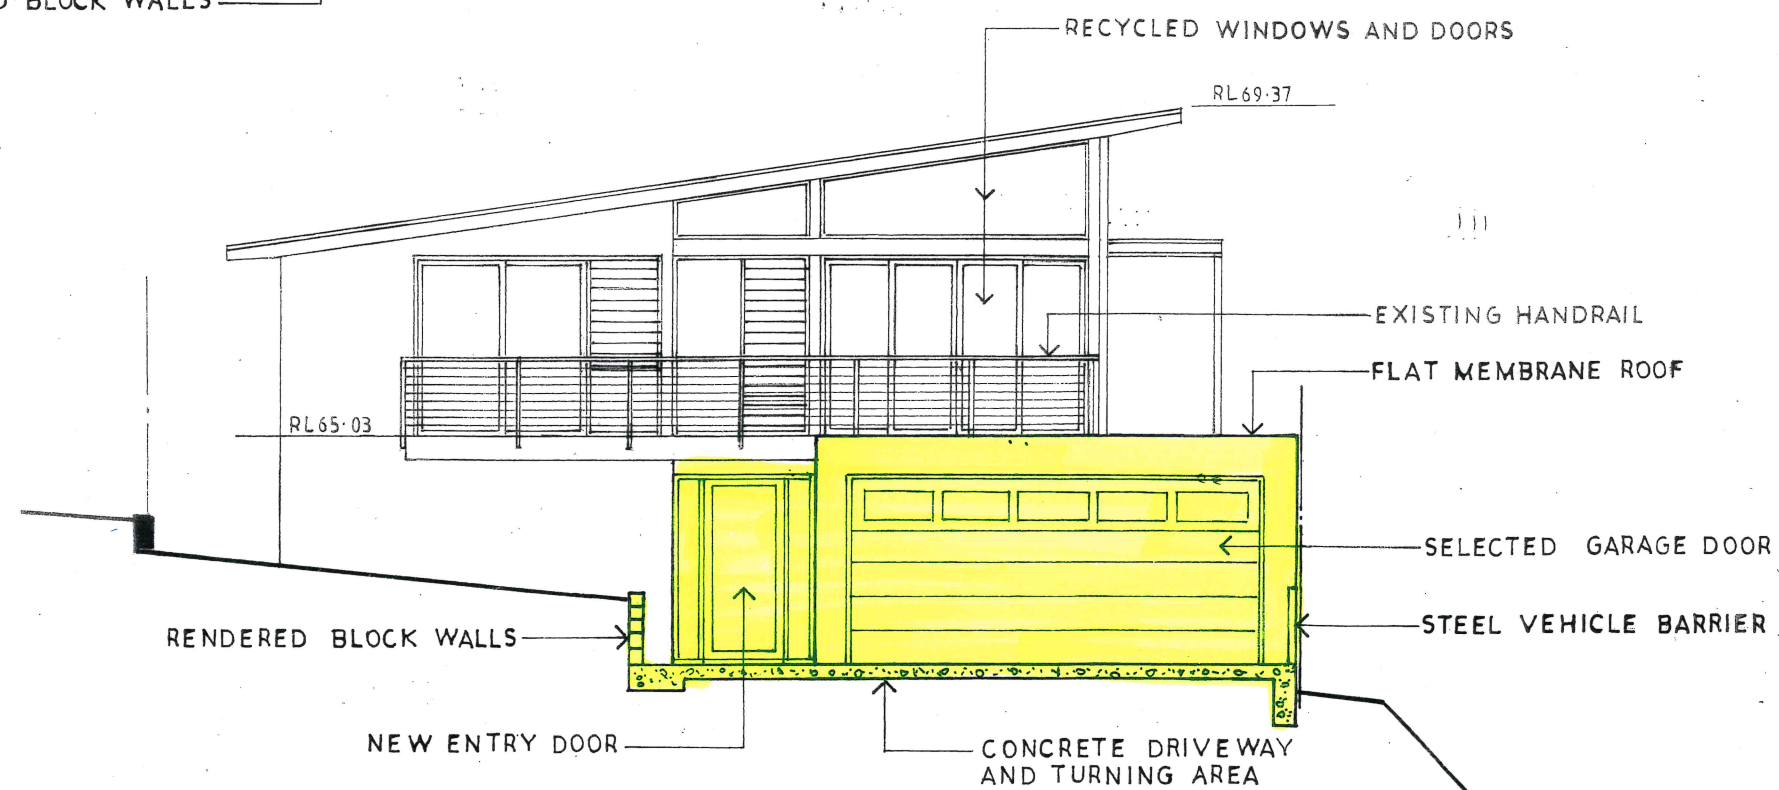 BLOCK WALLS
RECYCLED WINDOWS AND DOORS
RL69·37
EXISTING HANDRAIL
FLAT MEMBRANE ROOF
RL65·03
SELECTED GARAGE DOOR
STEEL VEHICLE BARRIER
RENDERED BLOCK WALLS
NEW ENTRY DOOR
CONCRETE DRIVEWAY
AND TURNING AREA